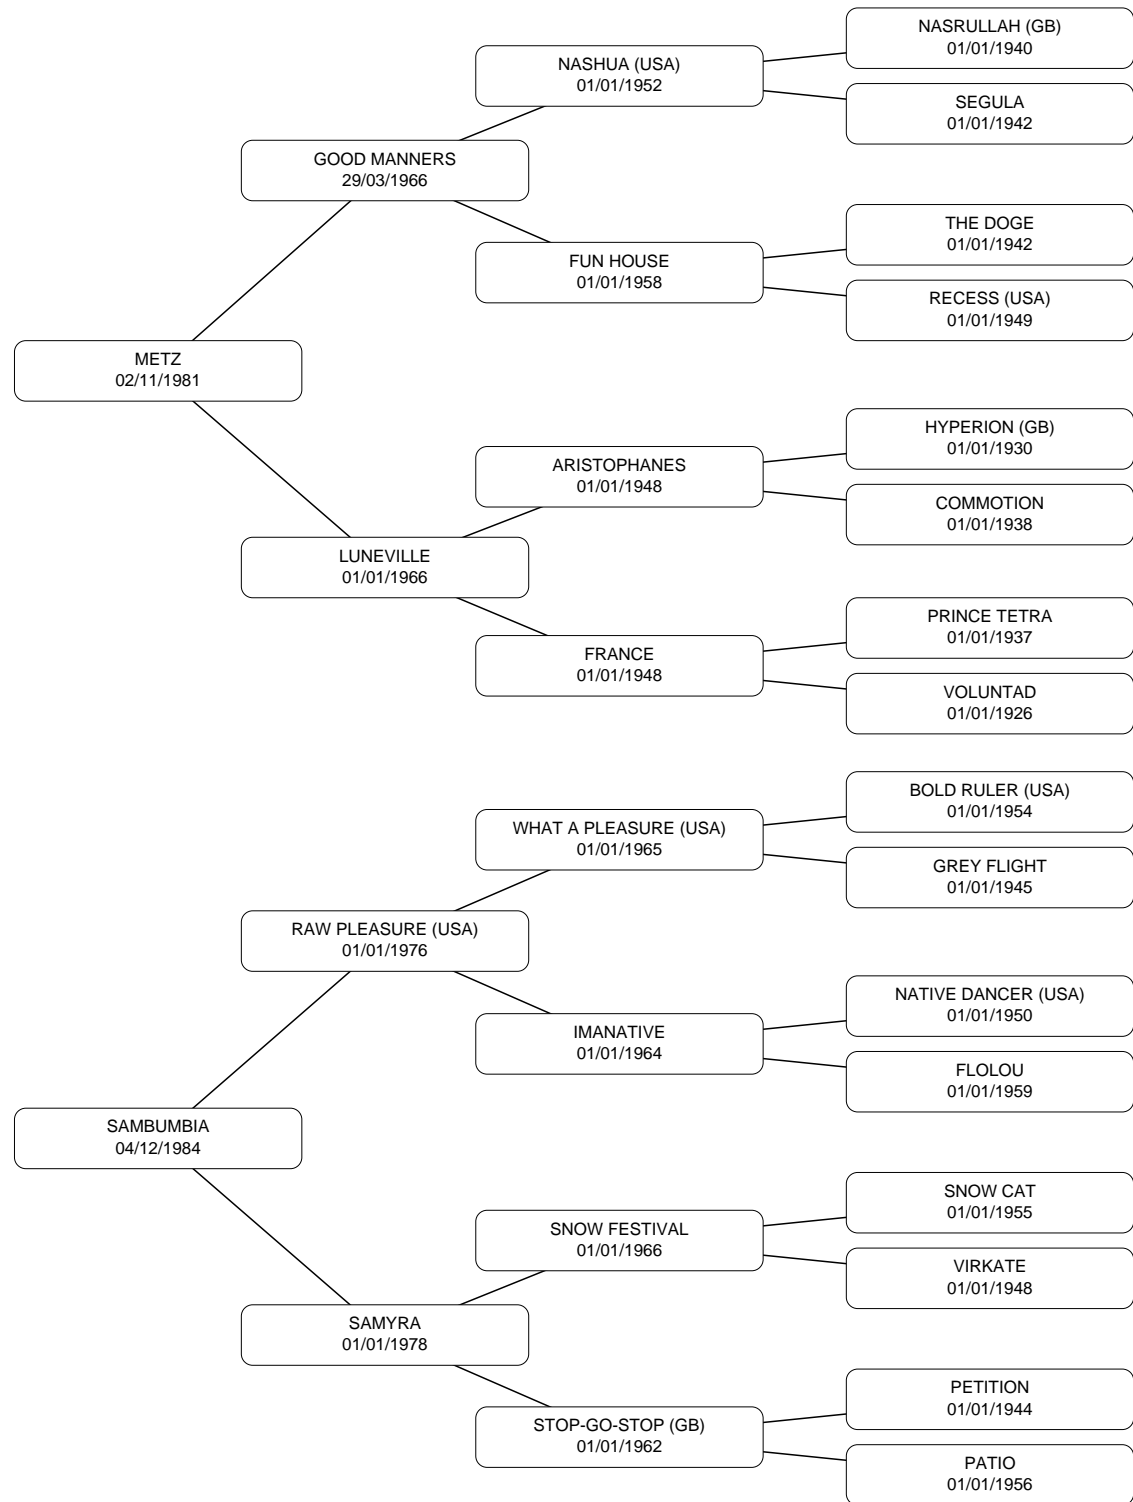 NASRULLAH (GB)
01/01/1940
NASHUA (USA)
01/01/1952
SEGULA
01/01/1942
GOOD MANNERS
29/03/1966
THE DOGE
01/01/1942
FUN HOUSE
01/01/1958
RECESS (USA)
01/01/1949
METZ
02/11/1981
HYPERION (GB)
01/01/1930
ARISTOPHANES
01/01/1948
COMMOTION
01/01/1938
LUNEVILLE
01/01/1966
PRINCE TETRA
01/01/1937
FRANCE
01/01/1948
VOLUNTAD
01/01/1926
BOLD RULER (USA)
01/01/1954
WHAT A PLEASURE (USA)
01/01/1965
GREY FLIGHT
01/01/1945
RAW PLEASURE (USA)
01/01/1976
NATIVE DANCER (USA)
01/01/1950
IMANATIVE
01/01/1964
FLOLOU
01/01/1959
SAMBUMBIA
04/12/1984
SNOW CAT
01/01/1955
SNOW FESTIVAL
01/01/1966
VIRKATE
01/01/1948
SAMYRA
01/01/1978
PETITION
01/01/1944
STOP-GO-STOP (GB)
01/01/1962
PATIO
01/01/1956